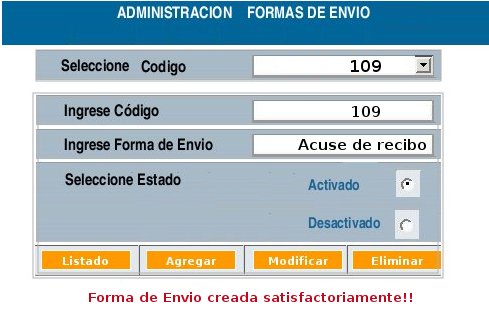 ADMINISTRACION FORMAS DE ENVIO
Seleccione Codigo 109
Ingrese Código 109
Ingrese Forma de Envio Acuse de recibo
Seleccione Estado
Activado
Desactivado
Listado Agregar Modificar Eliminar
Forma de Envio creada satisfactoriamente!!